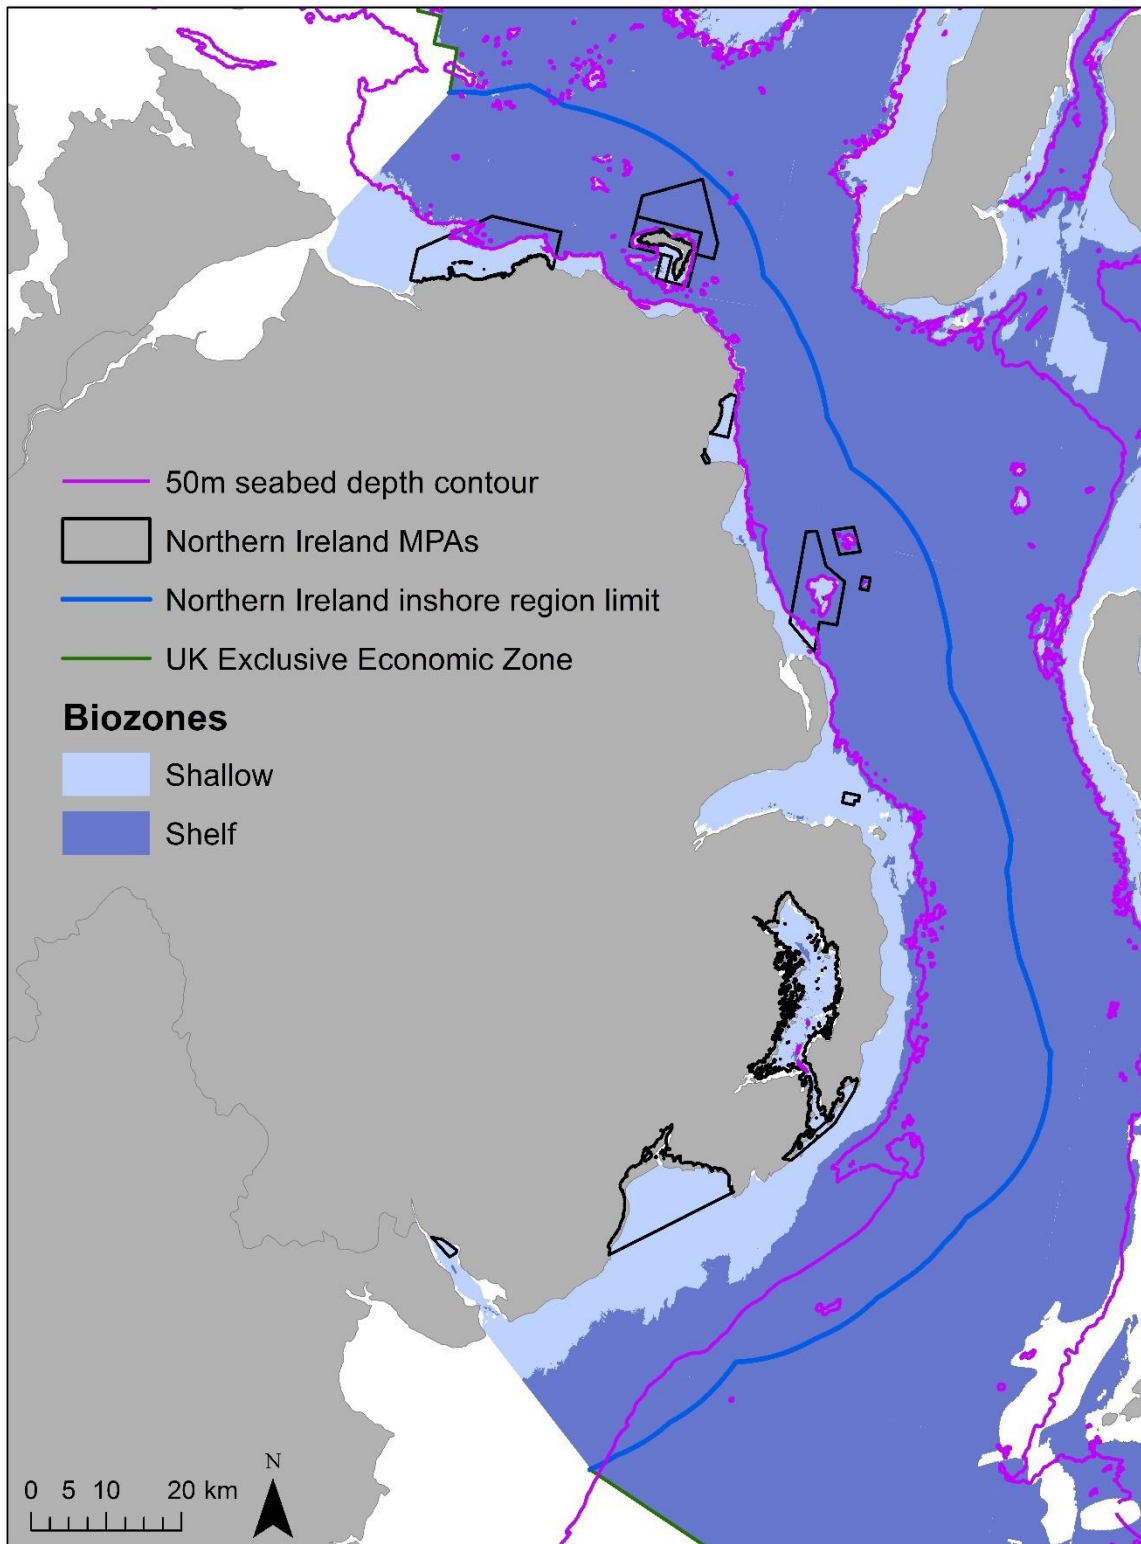 50m seabed depth contour
Northern Ireland MPAs
Northern Ireland inshore region limit
UK Exclusive Economic Zone
Biozones
Shallow
Shelf
N
0 5 10 20 km